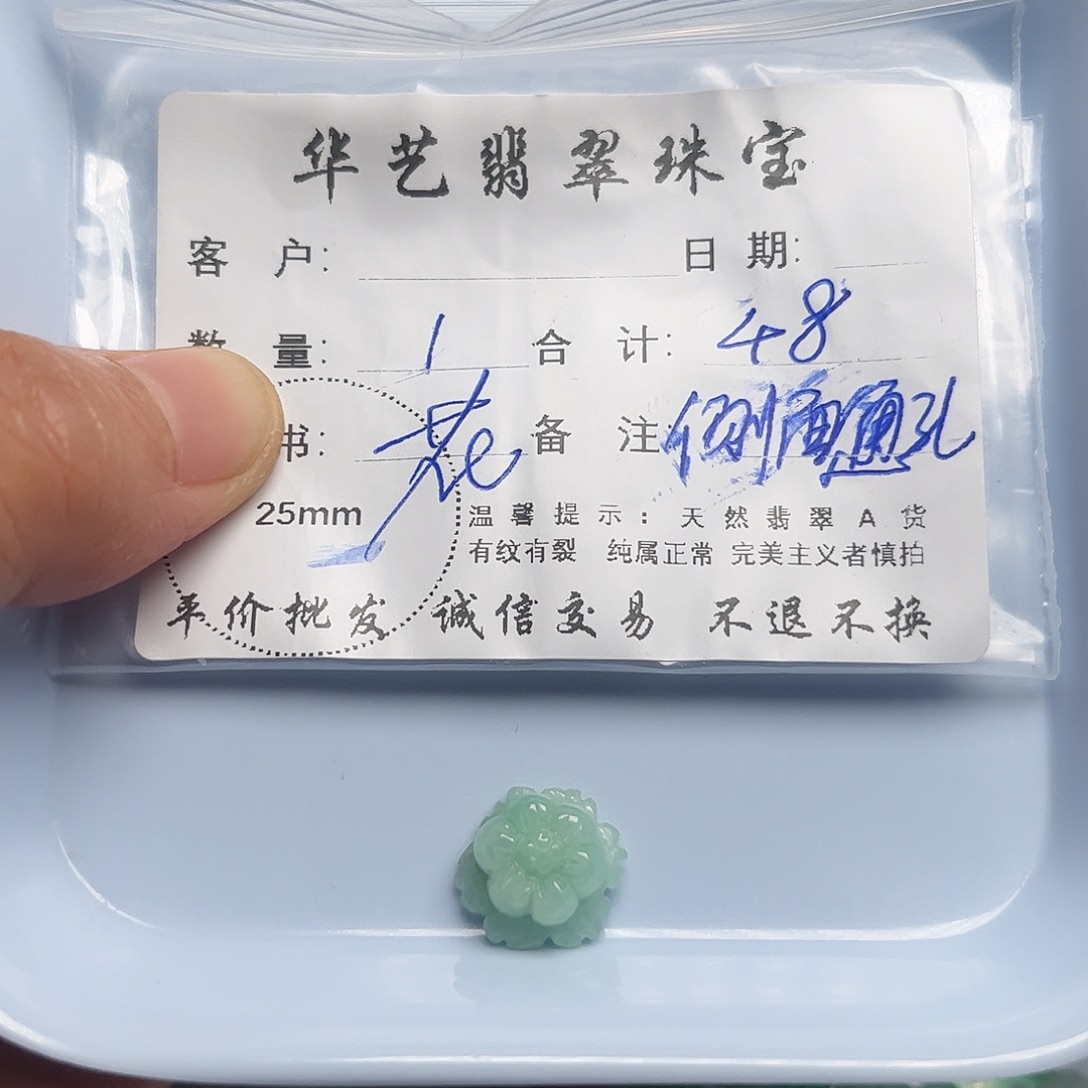 华艺翡翠珠宝
客 户： 日 期：
数 量： 1 合 计： 48
书： 花 备 注： 侧面通孔
25mm 温馨提示：天然翡翠A货
有纹有裂 纯属正常 完美主义者慎拍
平价批发 诚信交易 不退不换